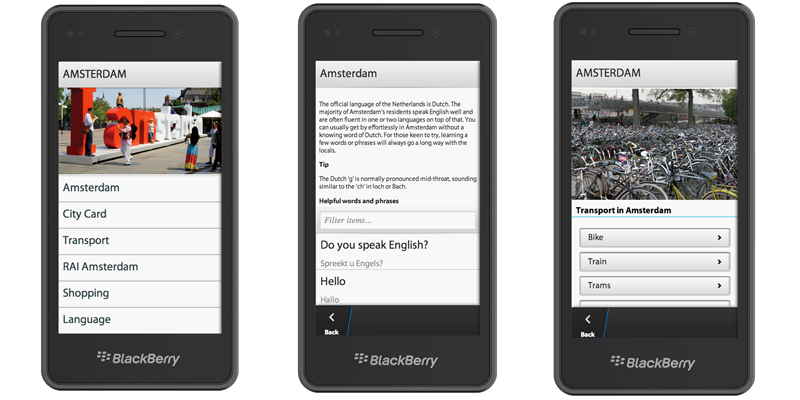 AMSTERDAM
I amst
Amsterdam
City Card
Transport
RAI Amsterdam
Shopping
Language
BlackBerry
Amsterdam
The official language of the Netherlands is Dutch. The
majority of Amsterdam's residents speak English well and
are often fluent in one or two languages on top of that. You
can usually get by effortlessly in Amsterdam without a
knowing word of Dutch. For those keen to try, learning a
few words or phrases will always go a long way with the
locals.
Tip
The Dutch 'g' is normally pronounced mid-throat, sounding
similar to the 'ch' in loch or Bach.
Helpful words and phrases
Filter items...
Do you speak English?
Spreekt u Engels?
Hello
Hallo
Back
BlackBerry
AMSTERDAM
Transport in Amsterdam
Bike
Train
Trams
Back
BlackBerry